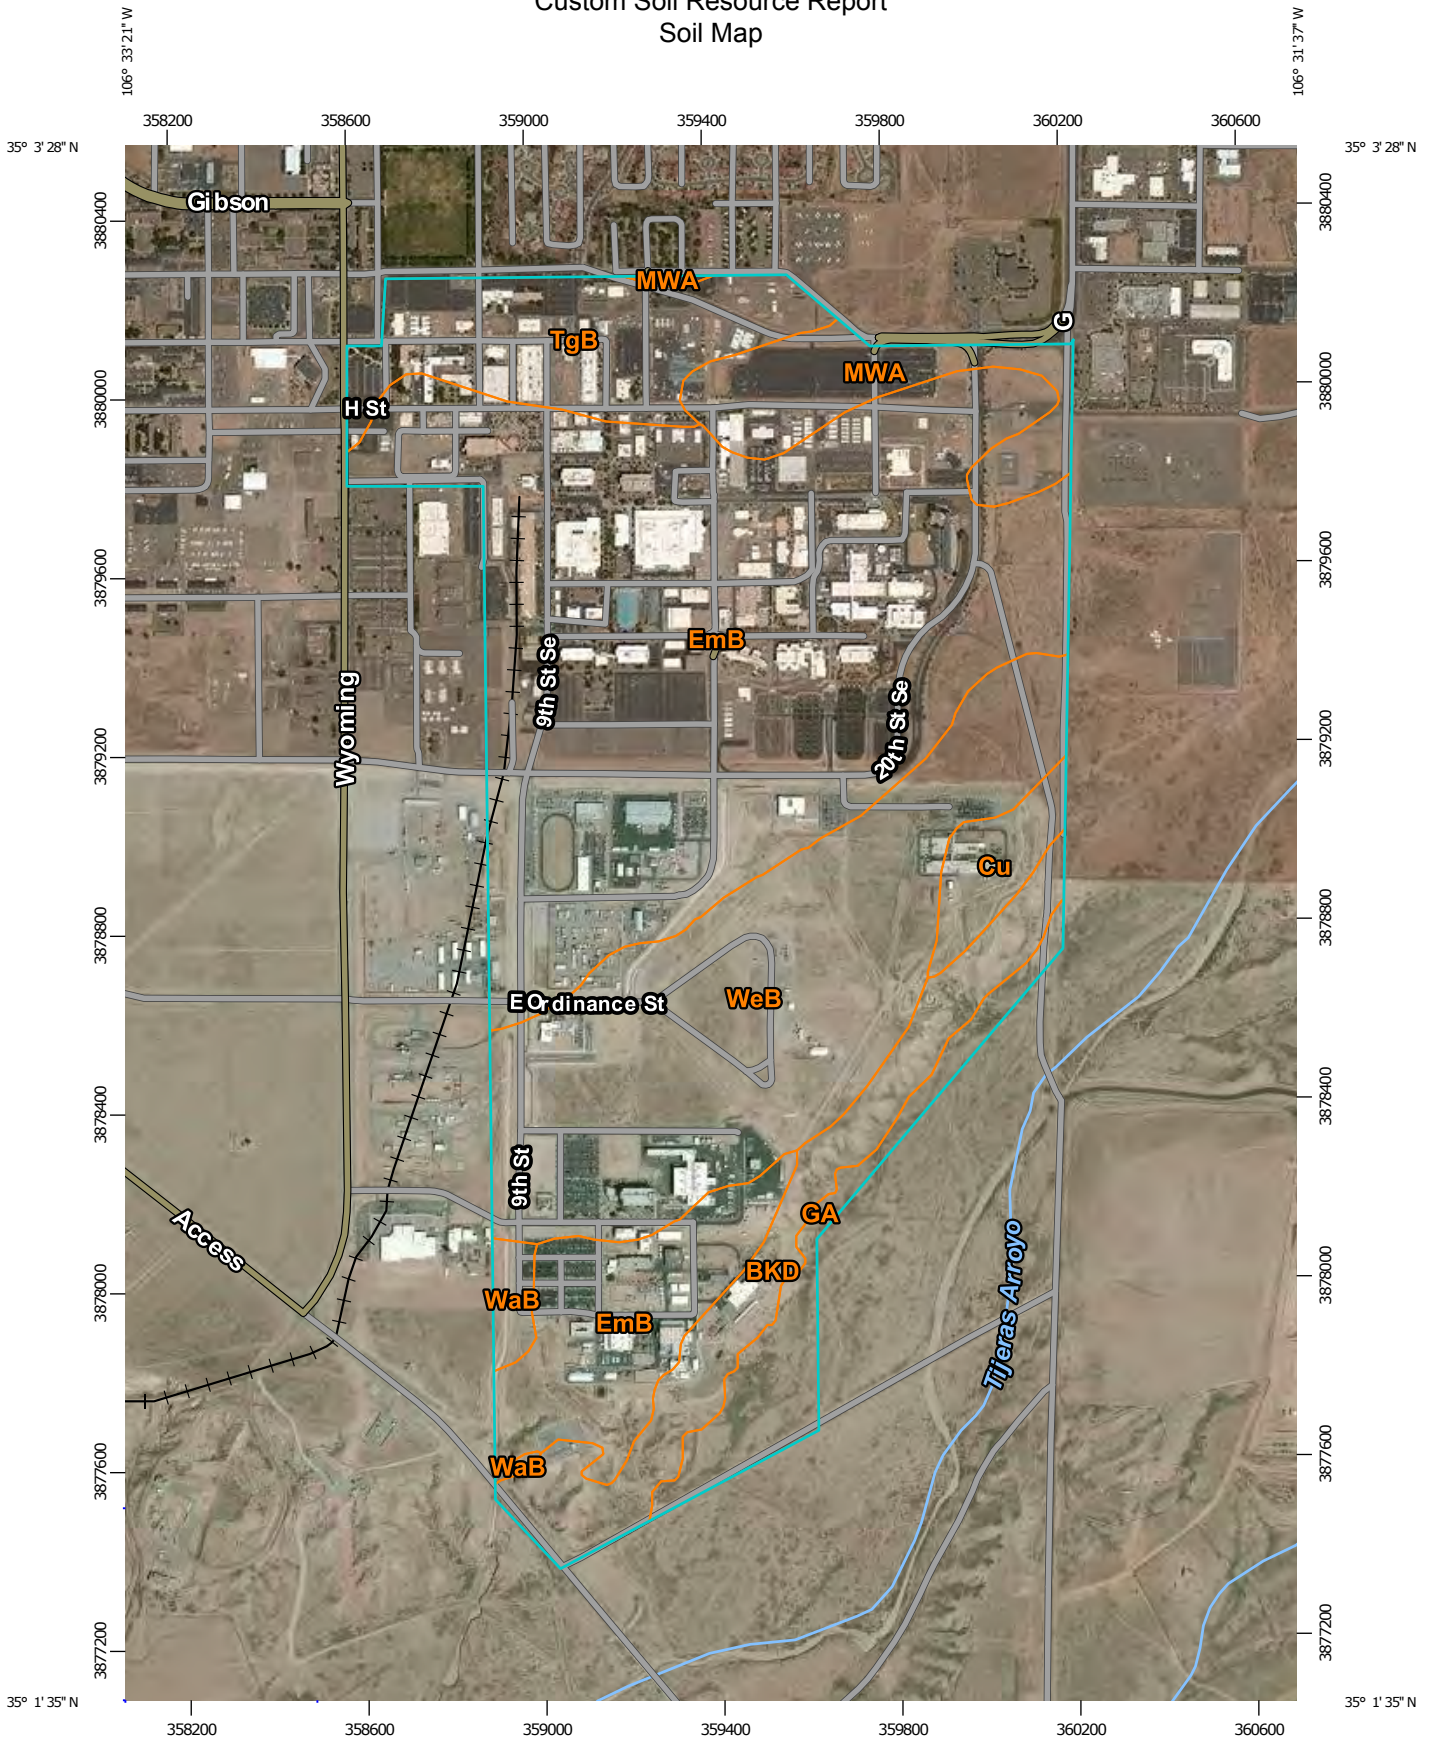 Custom Soil Resource Report
Soil Map
106° 33' 21" W
106° 31' 37" W
358200
358600
359000
359400
359800
360200
360600
35° 3' 28" N
35° 3' 28" N
Gibson
3880400
3880400
MWA
G
TgB
MWA
3880000
3880000
H St
3879600
3879600
EmB
9th St Se
20th St Se
Wyoming
3879200
3879200
Cu
3878800
3878800
E Ordinance St
WeB
3878400
3878400
9th St
GA
Access
BKD
3878000
3878000
WaB
EmB
Tijeras Arroyo
WaB
3877600
3877600
3877200
3877200
35° 1' 35" N
35° 1' 35" N
358200
358600
359000
359400
359800
360200
360600